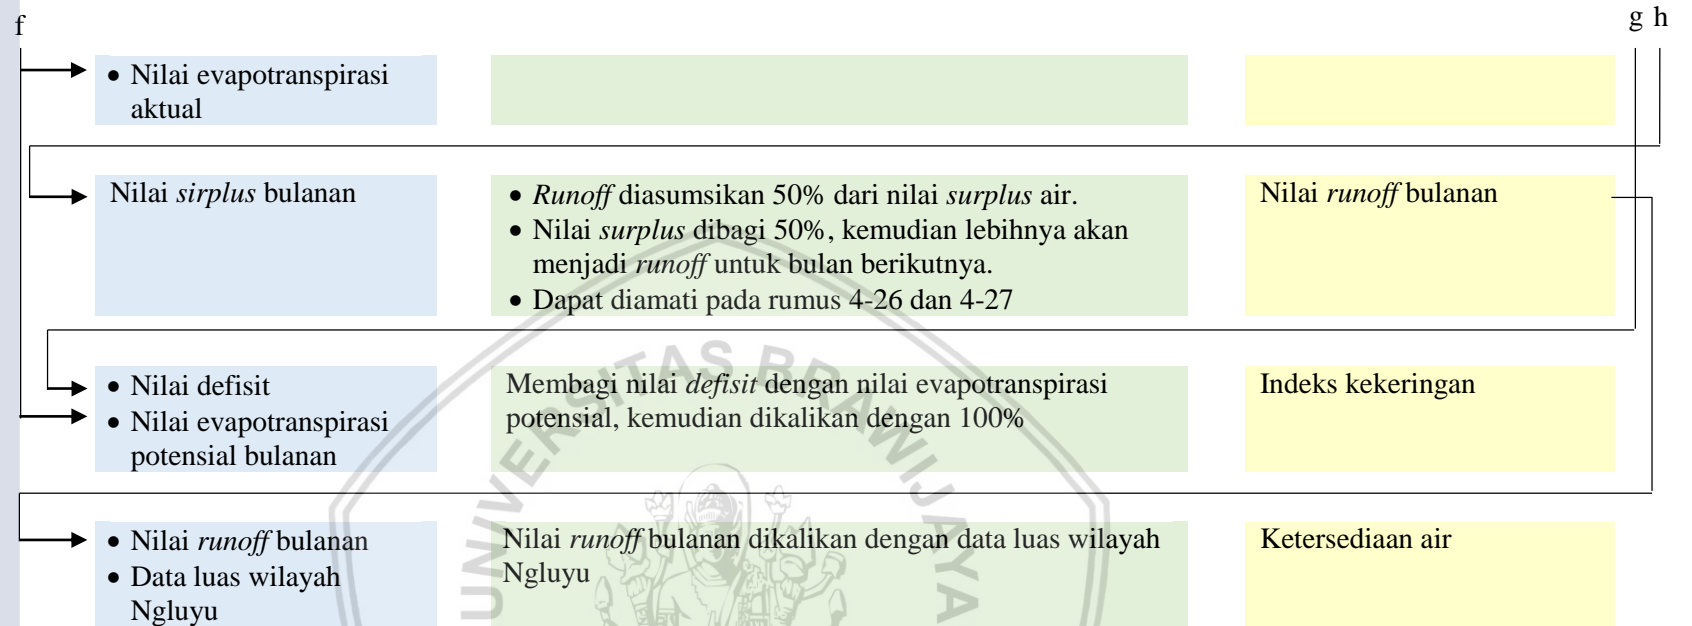 f
g h
• Nilai evapotranspirasi
aktual
Nilai sirplus bulanan
• Runoff diasumsikan 50% dari nilai surplus air.
• Nilai surplus dibagi 50%, kemudian lebihnya akan
menjadi runoff untuk bulan berikutnya.
• Dapat diamati pada rumus 4-26 dan 4-27
Nilai runoff bulanan
• Nilai defisit
• Nilai evapotranspirasi
potensial bulanan
Membagi nilai defisit dengan nilai evapotranspirasi
potensial, kemudian dikalikan dengan 100%
Indeks kekeringan
• Nilai runoff bulanan
• Data luas wilayah
Ngluyu
Nilai runoff bulanan dikalikan dengan data luas wilayah
Ngluyu
Ketersediaan air
UNIVERSITAS BRAWIJAYA